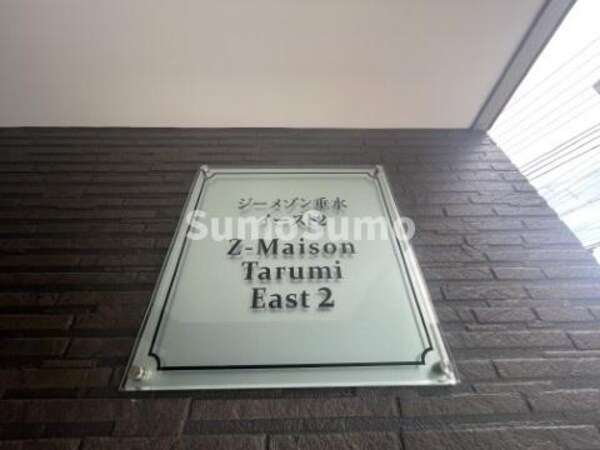 ジーメゾン垂水
イースト2
SumoSumo
Z-Maison
Tarumi
East 2